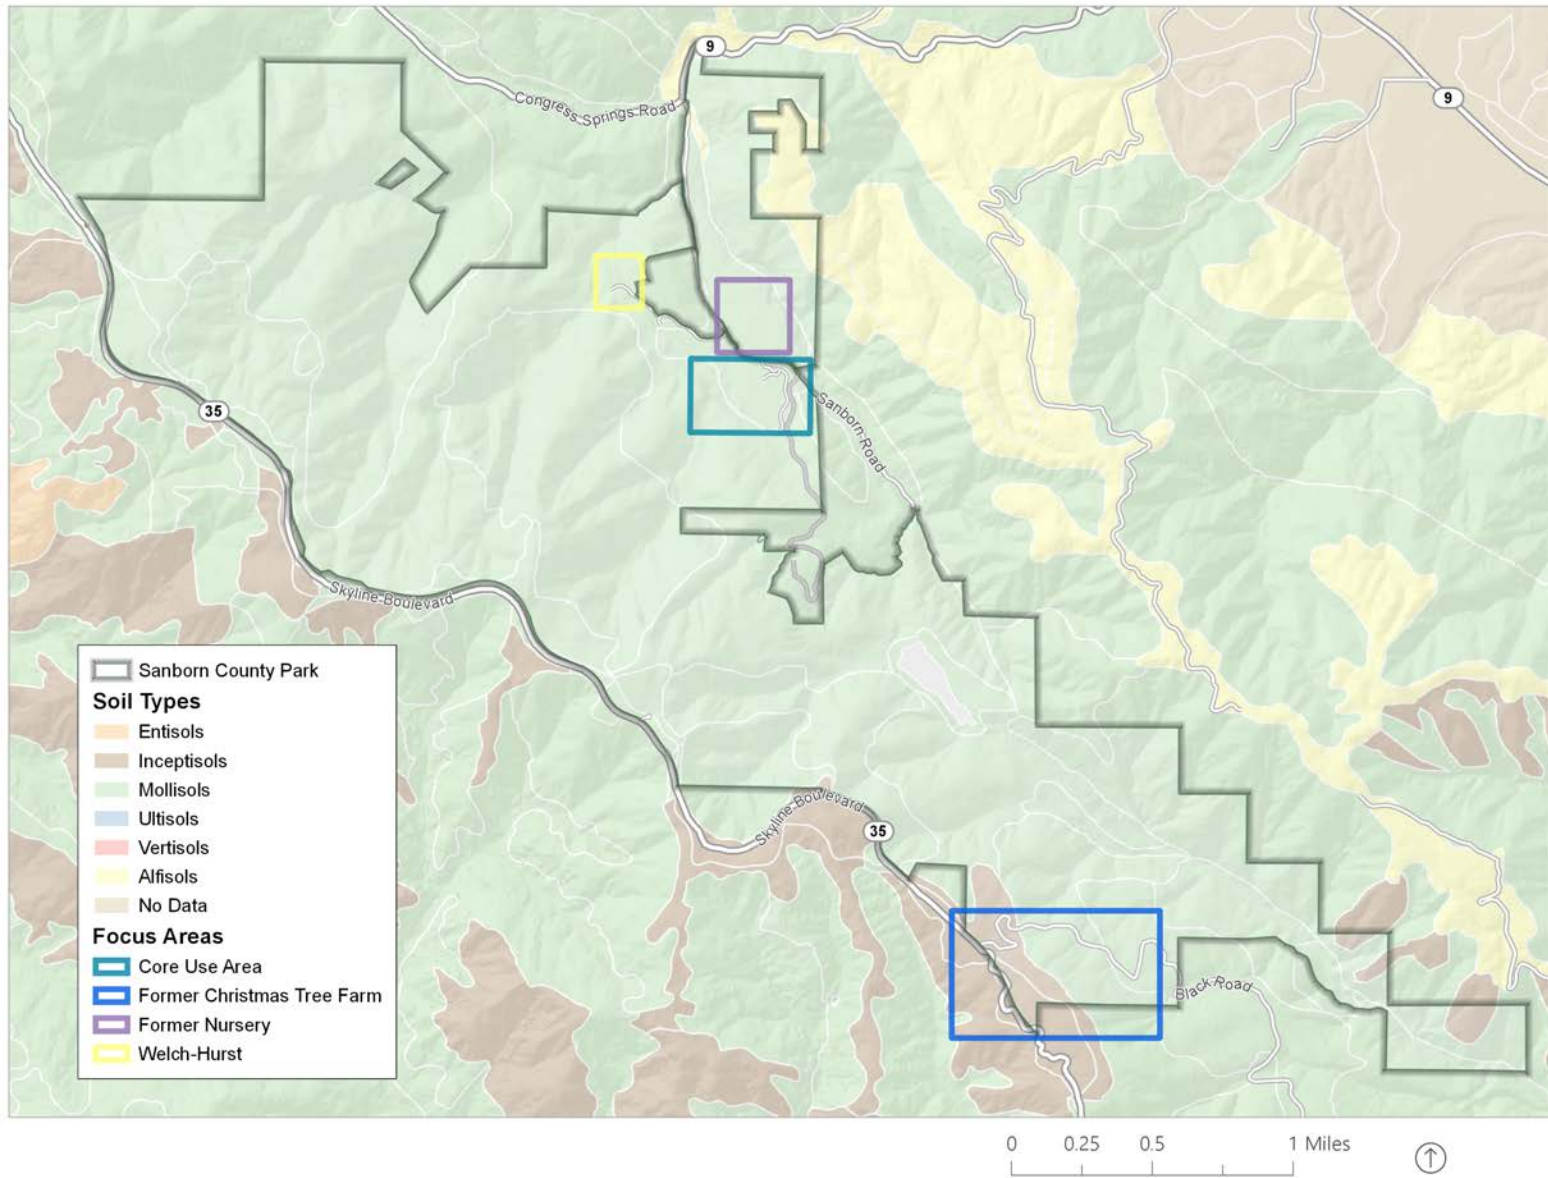 9
Congress Springs Road
9
35
Sanborn Road
Skyline Boulevard
Skyline Boulevard
35
Black Road
Sanborn County Park
Soil Types
Entisols
Inceptisols
Mollisols
Ultisols
Vertisols
Alfisols
No Data
Focus Areas
Core Use Area
Former Christmas Tree Farm
Former Nursery
Welch-Hurst
0 0.25 0.5 1 Miles